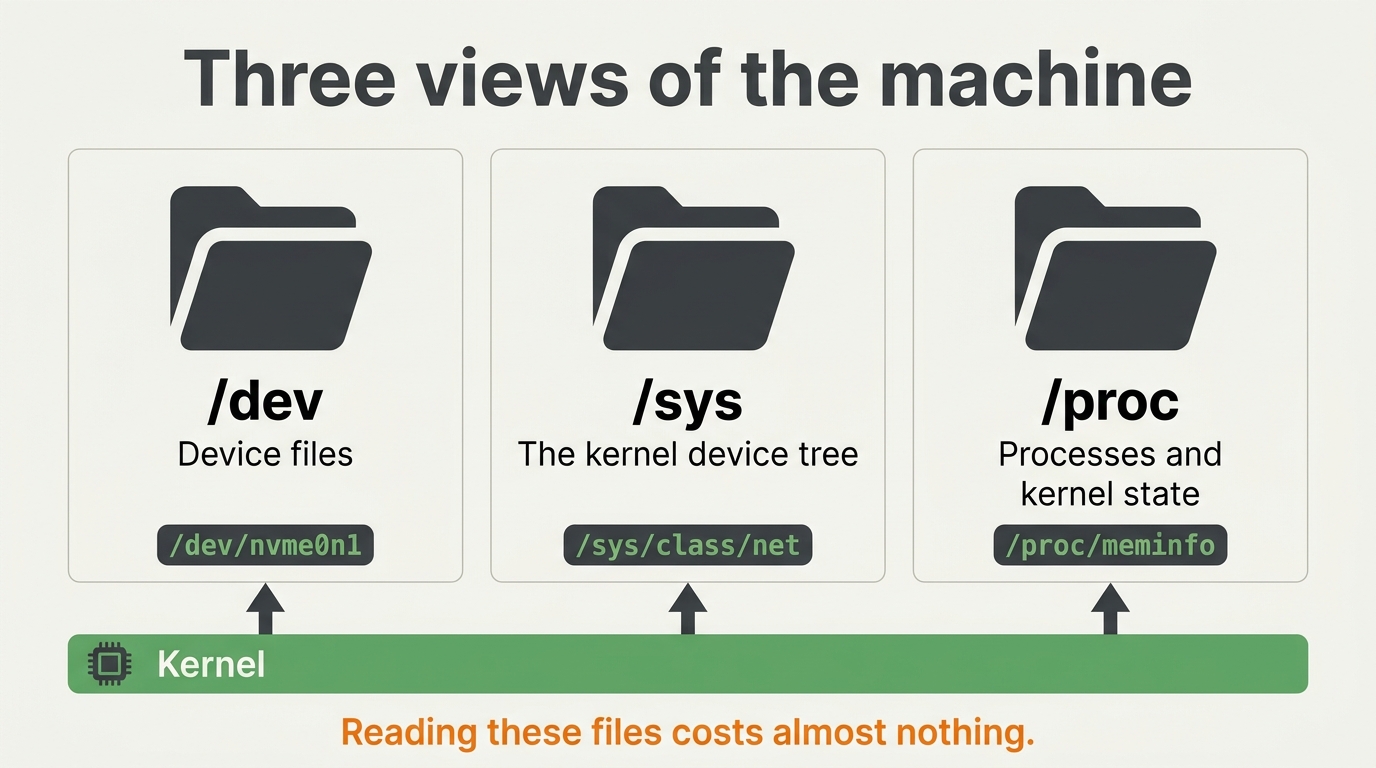 Three views of the machine
/dev
Device files
/dev/nvme0n1
/sys
The kernel device tree
/sys/class/net
/proc
Processes and
kernel state
/proc/meminfo
Kernel
Reading these files costs almost nothing.